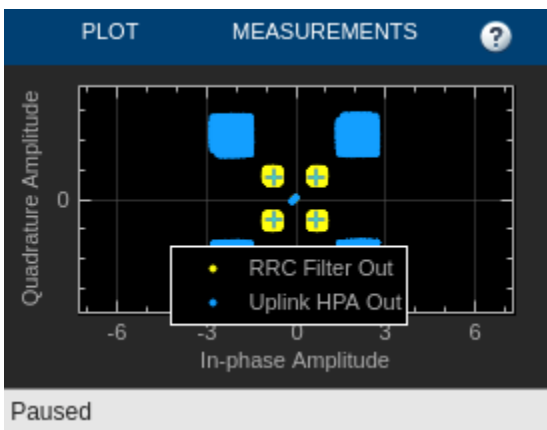 PLOT MEASUREMENTS ?
Quadrature Amplitude
0
RRC Filter Out
Uplink HPA Out
-6 -3 0 3 6
In-phase Amplitude
Paused